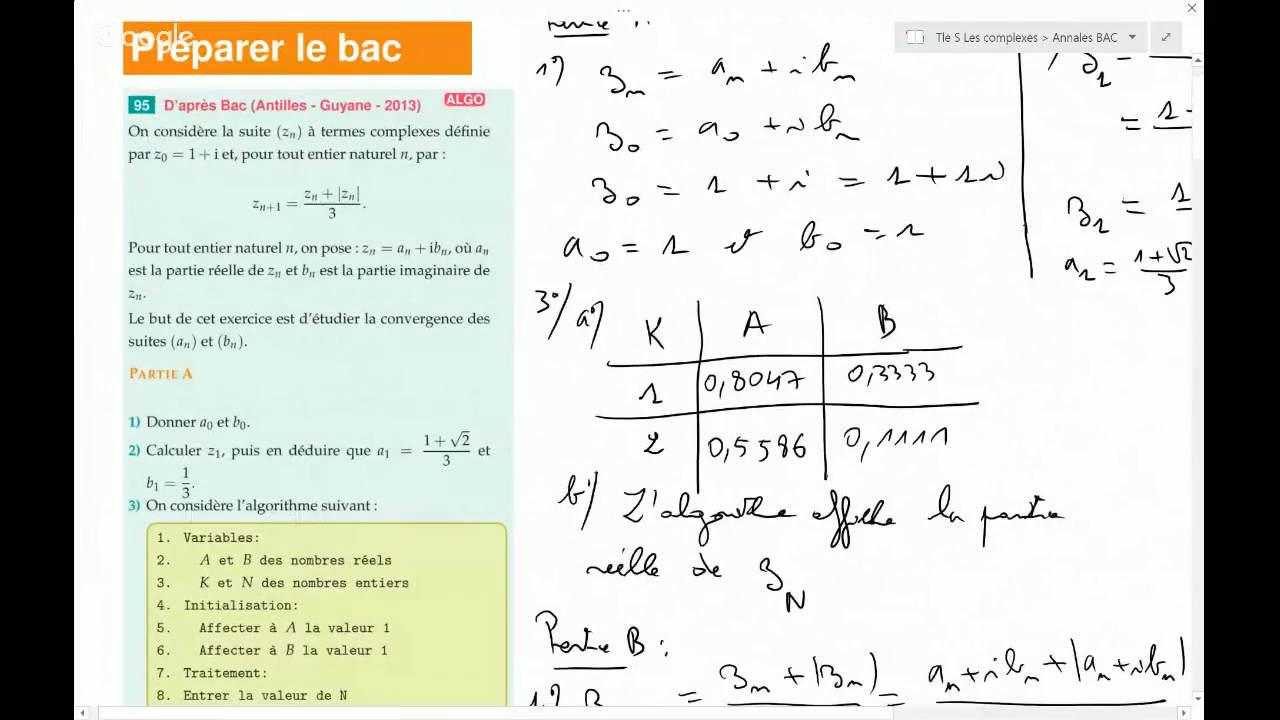 Google
Préparer le bac
Tle S Les complexes > Annales BAC
95 D'après Bac (Antilles - Guyane - 2013) ALGO
On considère la suite (zₙ) à termes complexes définie
par z₀ = 1 + i et, pour tout entier naturel n, par :
zₙ₊₁ = (zₙ + |zₙ|)/3.
Pour tout entier naturel n, on pose : zₙ = aₙ + ibₙ, où aₙ
est la partie réelle de zₙ et bₙ est la partie imaginaire de
zₙ.
Le but de cet exercice est d'étudier la convergence des
suites (aₙ) et (bₙ).
PARTIE A
1) Donner a₀ et b₀.
2) Calculer z₁, puis en déduire que a₁ = (1 + √2)/3 et
b₁ = 1/3.
3) On considère l'algorithme suivant :
1. Variables:
2. A et B des nombres réels
3. K et N des nombres entiers
4. Initialisation:
5. Affecter à A la valeur 1
6. Affecter à B la valeur 1
7. Traitement:
8. Entrer la valeur de N
1°) zₙ = aₙ + ibₙ
z₀ = a₀ + ibₙ
z₀ = 1 + i = 1 + 1i
a₀ = 1 et b₀ = 1
3°/ a°)
K A B
1 0,8047 0,3333
2 0,5586 0,1111
b°) L'algorithme affiche la partie
réelle de z_N
Partie B :
1°) = (zₙ + |zₙ|) = aₙ + ibₙ + |aₙ + ibₙ|
z₁ =
= 1
z₁ = 1
a₁ = (1+√2)/3